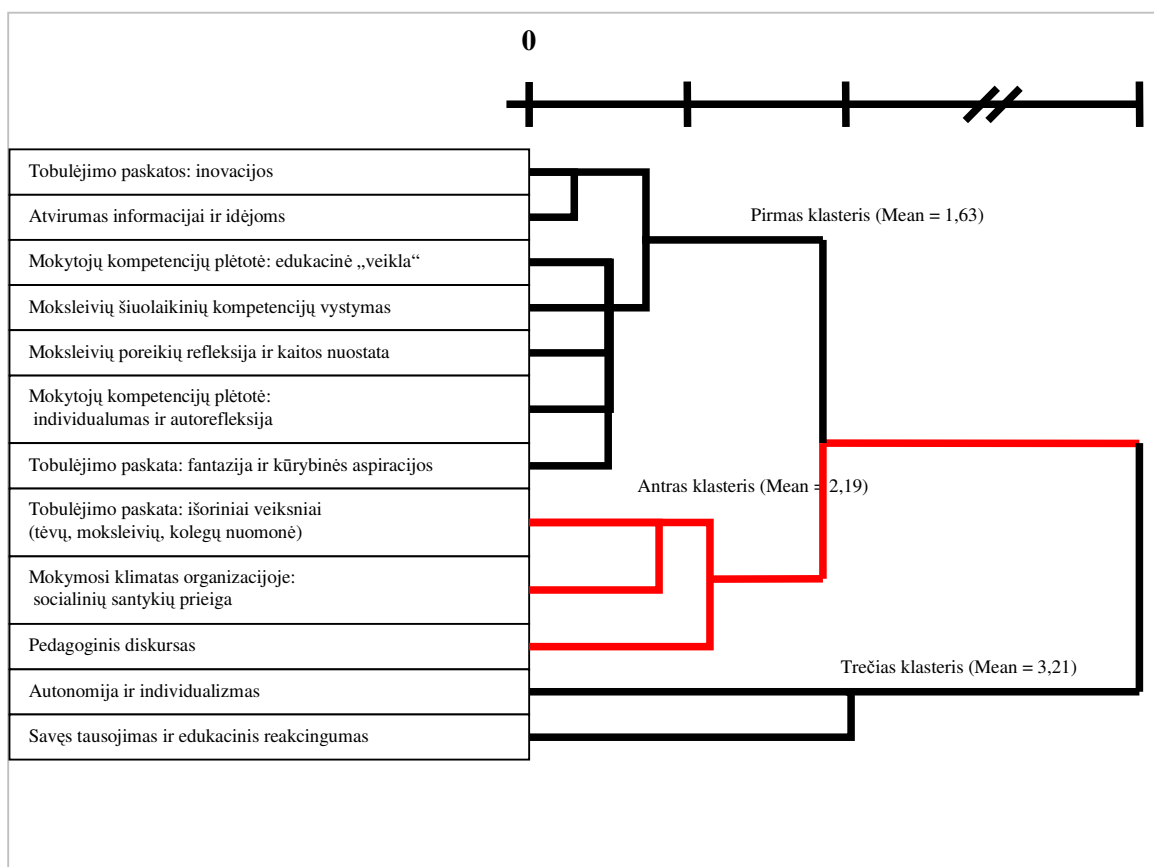 0
Tobulėjimo paskatos: inovacijos
Atvirumas informacijai ir idėjoms
Pirmas klasteris (Mean = 1,63)
Mokytojų kompetencijų plėtotė: edukacinė „veikla“
Moksleivių šiuolaikinių kompetencijų vystymas
Moksleivių poreikių refleksija ir kaitos nuostata
Mokytojų kompetencijų plėtotė:
individualumas ir autorefleksija
Tobulėjimo paskata: fantazija ir kūrybinės aspiracijos
Antras klasteris (Mean = 2,19)
Tobulėjimo paskata: išoriniai veiksniai
(tėvų, moksleivių, kolegų nuomonė)
Mokymosi klimatas organizacijoje:
socialinių santykių prieiga
Pedagoginis diskursas
Trečias klasteris (Mean = 3,21)
Autonomija ir individualizmas
Savęs tausojimas ir edukacinis reakcingumas